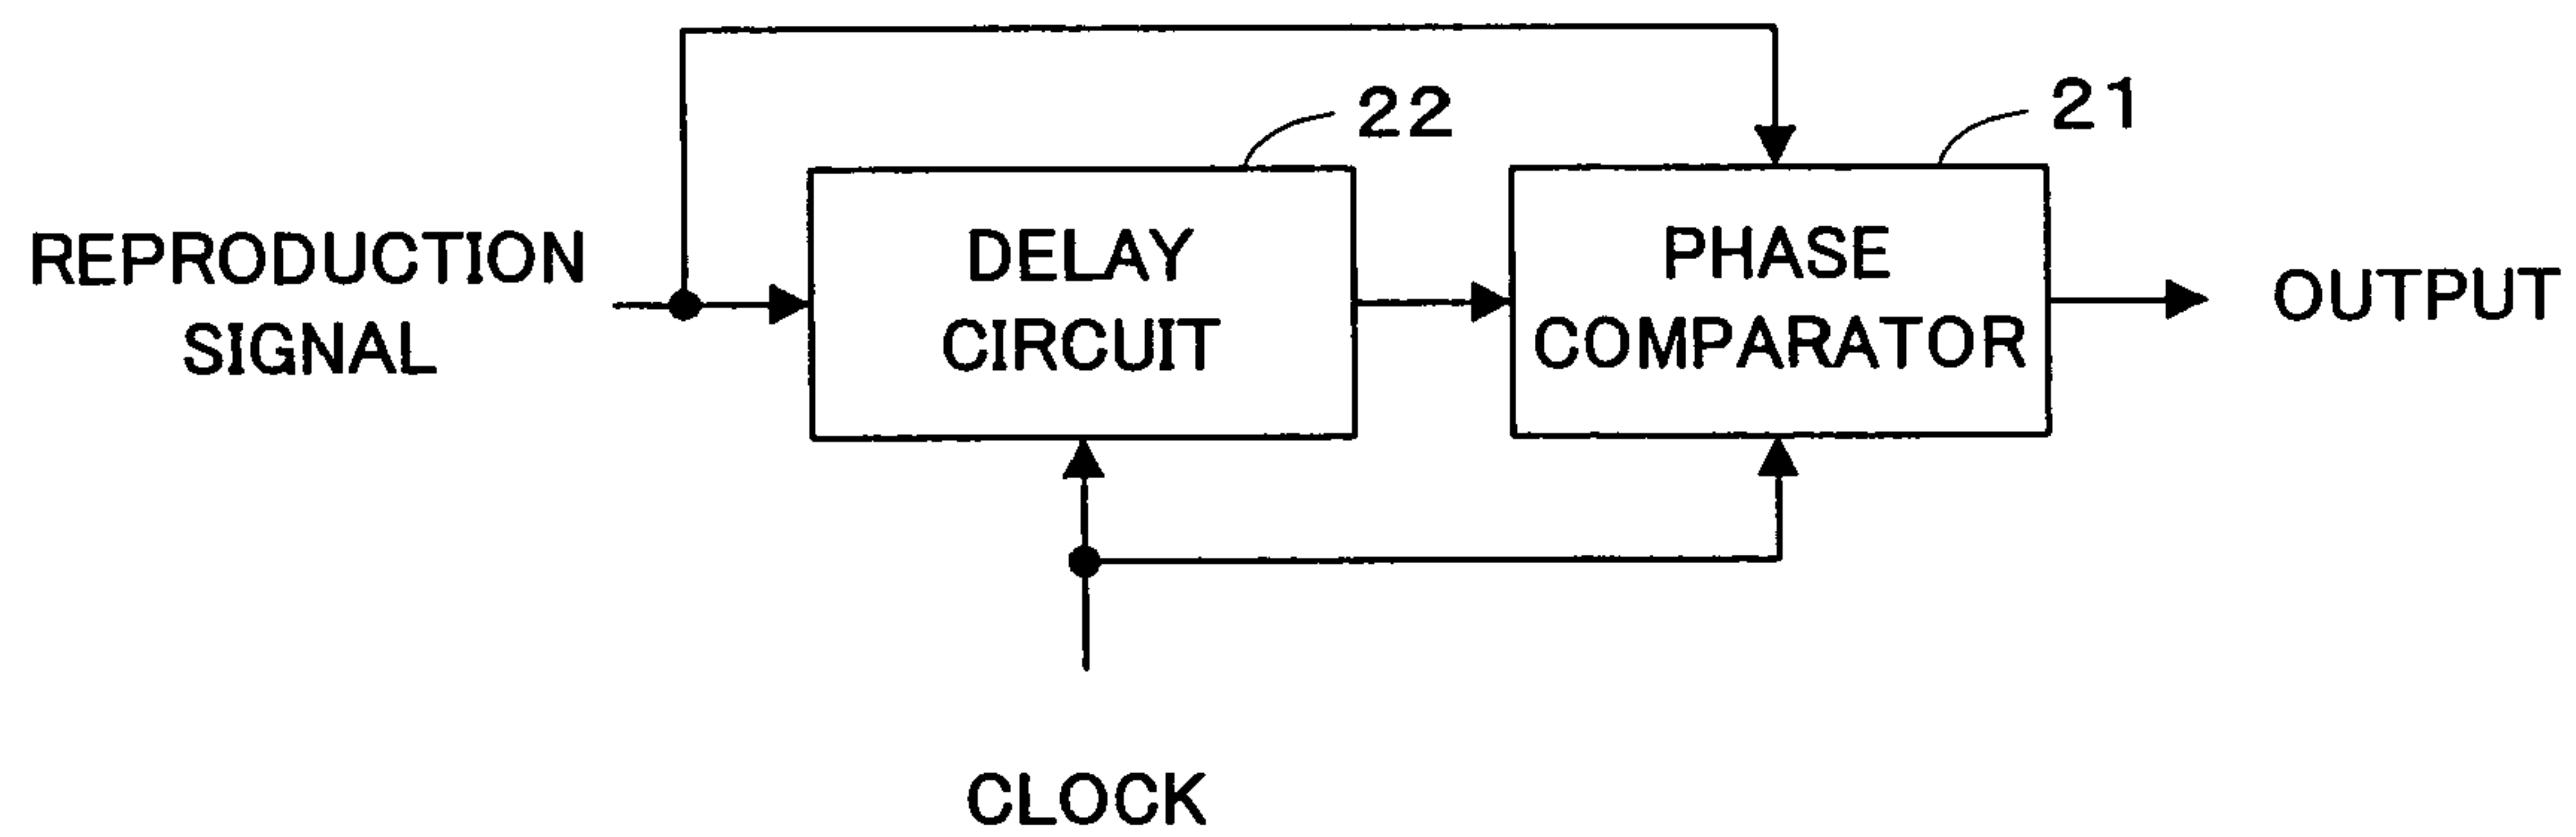 22
21
REPRODUCTION
SIGNAL
DELAY
CIRCUIT
PHASE
COMPARATOR
OUTPUT
CLOCK